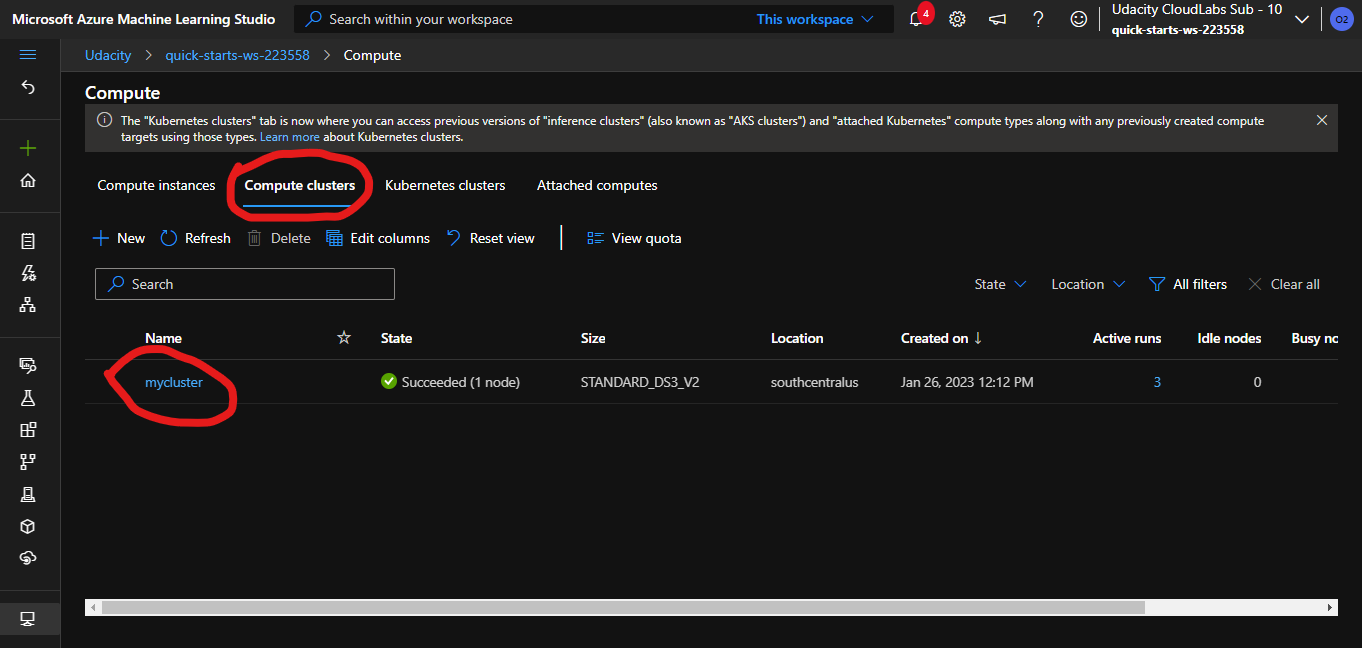 Microsoft Azure Machine Learning Studio
Search within your workspace
This workspace
4
Udacity CloudLabs Sub - 10
quick-starts-ws-223558
O2
Udacity > quick-starts-ws-223558 > Compute
Compute
The "Kubernetes clusters" tab is now where you can access previous versions of "inference clusters" (also known as "AKS clusters") and "attached Kubernetes" compute types along with any previously created compute
targets using those types. Learn more about Kubernetes clusters.
Compute instances Compute clusters Kubernetes clusters Attached computes
New Refresh Delete Edit columns Reset view View quota
Search
State Location All filters Clear all
Name State Size Location Created on ↓ Active runs Idle nodes Busy no
mycluster Succeeded (1 node) STANDARD_DS3_V2 southcentralus Jan 26, 2023 12:12 PM 3 0